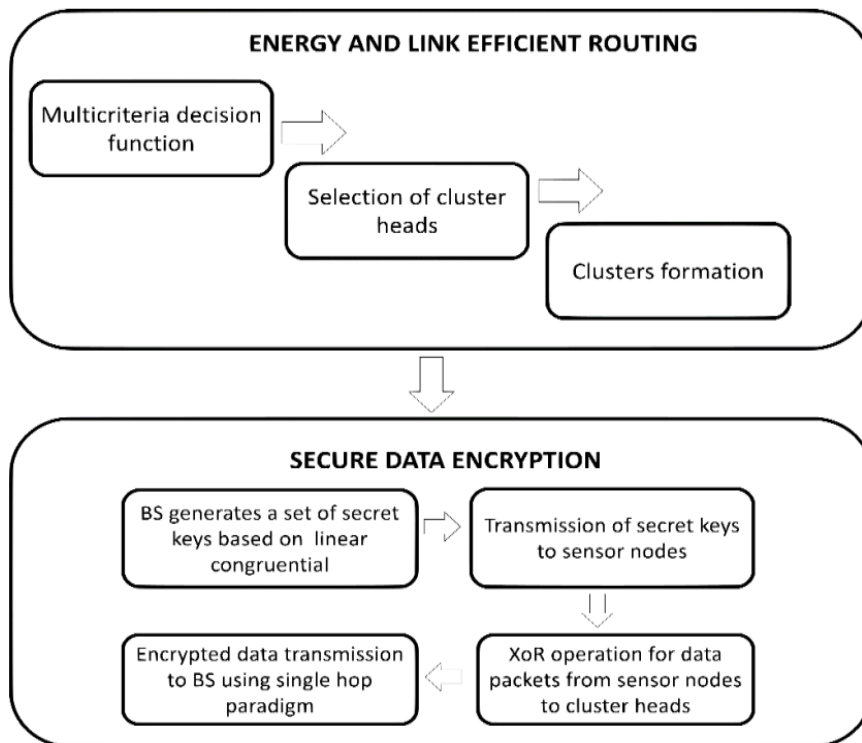 ENERGY AND LINK EFFICIENT ROUTING
Multicriteria decision
function
Selection of cluster
heads
Clusters formation
SECURE DATA ENCRYPTION
BS generates a set of secret
keys based on linear
congruential
Transmission of secret keys
to sensor nodes
Encrypted data transmission
to BS using single hop
paradigm
XoR operation for data
packets from sensor nodes
to cluster heads